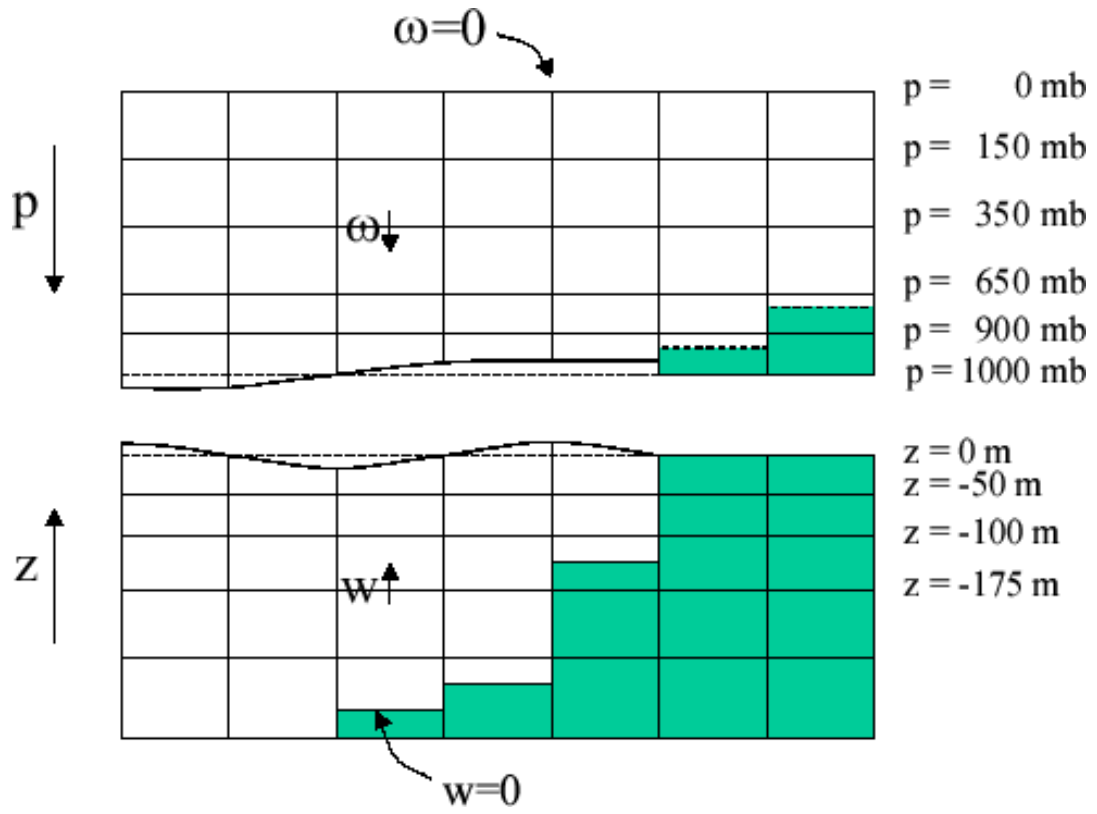 ω=0
p = 0 mb
p = 150 mb
p
ω
p = 350 mb
p = 650 mb
p = 900 mb
p = 1000 mb
z = 0 m
z = -50 m
z = -100 m
z
w
z = -175 m
w=0